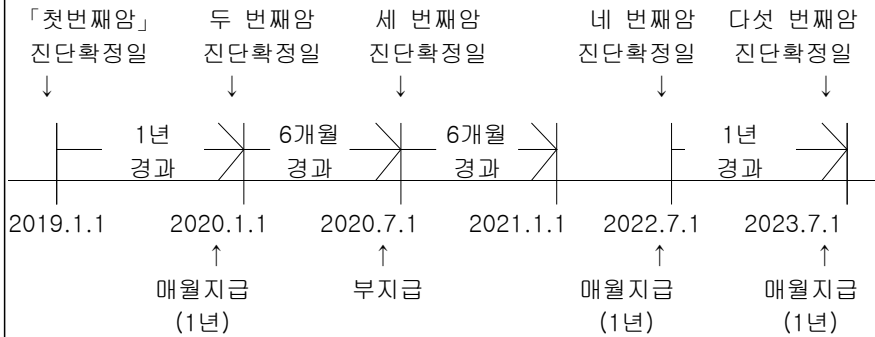 「첫번째암」 두 번째암 세 번째암 네 번째암 다섯 번째암
진단확정일 진단확정일 진단확정일 진단확정일 진단확정일
↓ ↓ ↓ ↓ ↓
1년 6개월 6개월 1년
경과 경과 경과 경과
2019.1.1 2020.1.1 2020.7.1 2021.1.1 2022.7.1 2023.7.1
↑ ↑ ↑ ↑
매월지급 부지급 매월지급 매월지급
(1년) (1년) (1년)